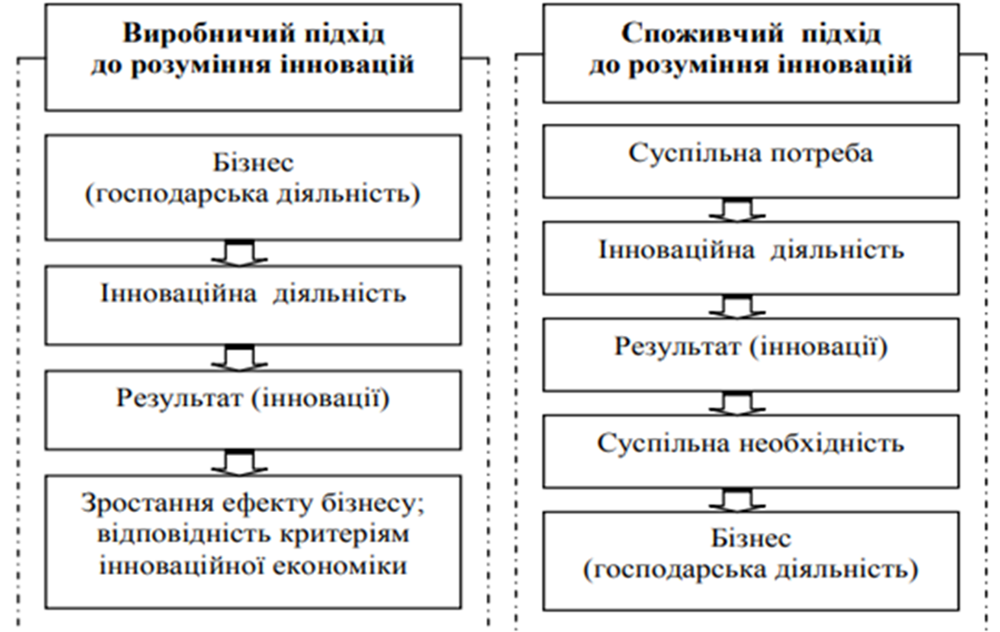 Виробничий підхід
до розуміння інновацій
Бізнес
(господарська діяльність)
Інноваційна діяльність
Результат (інновації)
Зростання ефекту бізнесу;
відповідність критеріям
інноваційної економіки
Споживчий підхід
до розуміння інновацій
Суспільна потреба
Інноваційна діяльність
Результат (інновації)
Суспільна необхідність
Бізнес
(господарська діяльність)